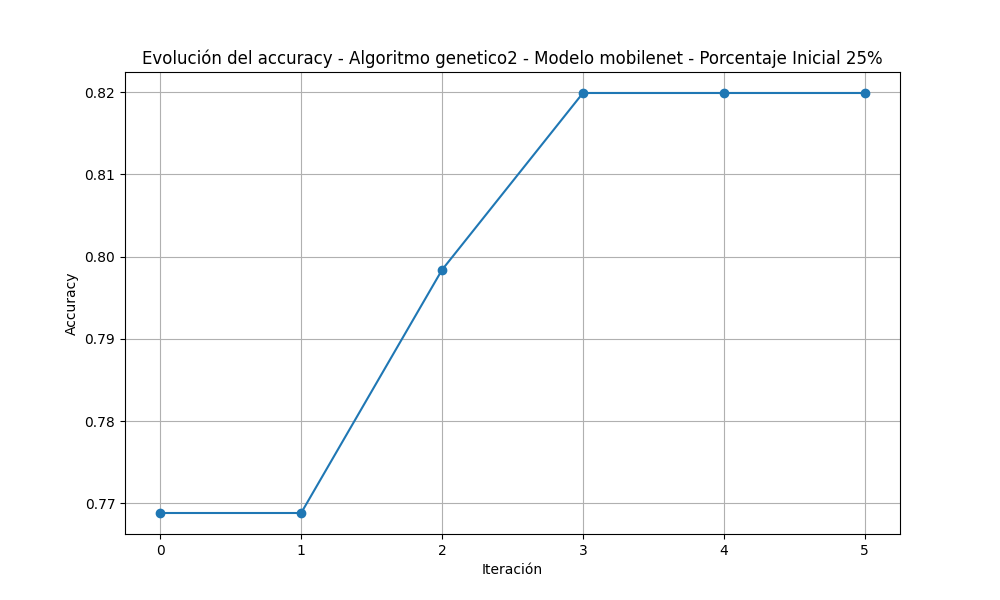 Evolución del accuracy - Algoritmo genetico2 - Modelo mobilenet - Porcentaje Inicial 25%
0.82
0.81
0.80
0.79
0.78
0.77
Accuracy
0 1 2 3 4 5
Iteración